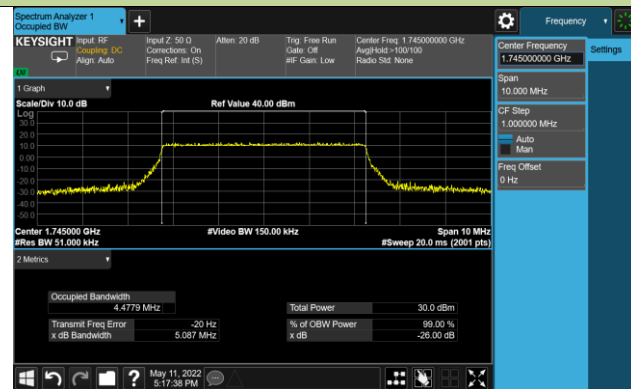 Spectrum Analyzer 1
Occupied BW
Frequency
KEYSIGHT
Input: RF
Coupling: DC
Align: Auto
Input Z: 50 Ω
Corrections: On
Freq Ref: Int (S)
Atten: 20 dB
Trig: Free Run
Gate: Off
#IF Gain: Low
Center Freq: 1.745000000 GHz
Avg|Hold:>100/100
Radio Std: None
Center Frequency
1.745000000 GHz
Settings
Span
10.000 MHz
CF Step
1.000000 MHz
Auto
Man
Freq Offset
0 Hz
1 Graph
Scale/Div 10.0 dB
Ref Value 40.00 dBm
Log
30.0
20.0
10.0
0.00
-10.0
-20.0
-30.0
-40.0
-50.0
Center 1.745000 GHz
#Video BW 150.00 kHz
Span 10 MHz
#Res BW 51.000 kHz
#Sweep 20.0 ms (2001 pts)
2 Metrics
Occupied Bandwidth
4.4779 MHz
Total Power
30.0 dBm
Transmit Freq Error
-20 Hz
% of OBW Power
99.00 %
x dB Bandwidth
5.087 MHz
x dB
-26.00 dB
?
May 11, 2022
5:17:38 PM